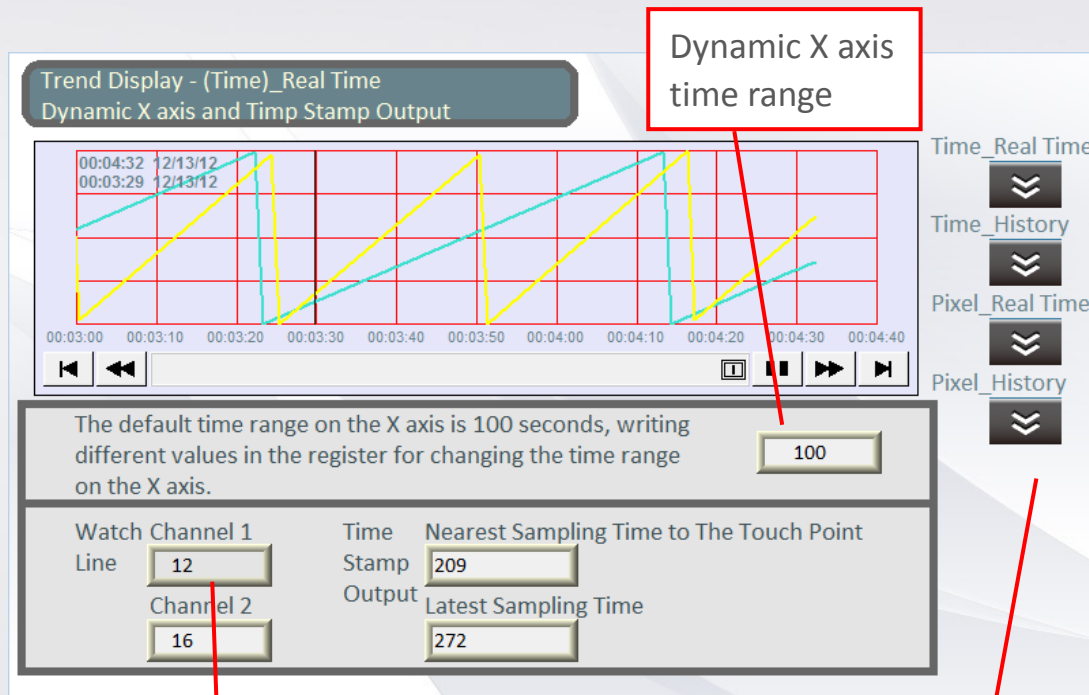 Dynamic X axis
time range
Trend Display - (Time)_Real Time
Dynamic X axis and Timp Stamp Output
00:04:32 12/13/12
00:03:29 12/13/12
00:03:00 00:03:10 00:03:20 00:03:30 00:03:40 00:03:50 00:04:00 00:04:10 00:04:20 00:04:30 00:04:40
Time_Real Time
Time_History
Pixel_Real Time
Pixel_History
The default time range on the X axis is 100 seconds, writing
different values in the register for changing the time range
on the X axis.
100
Watch Channel 1
Line 12
Channel 2
16
Time
Stamp
Output
Nearest Sampling Time to The Touch Point
209
Latest Sampling Time
272